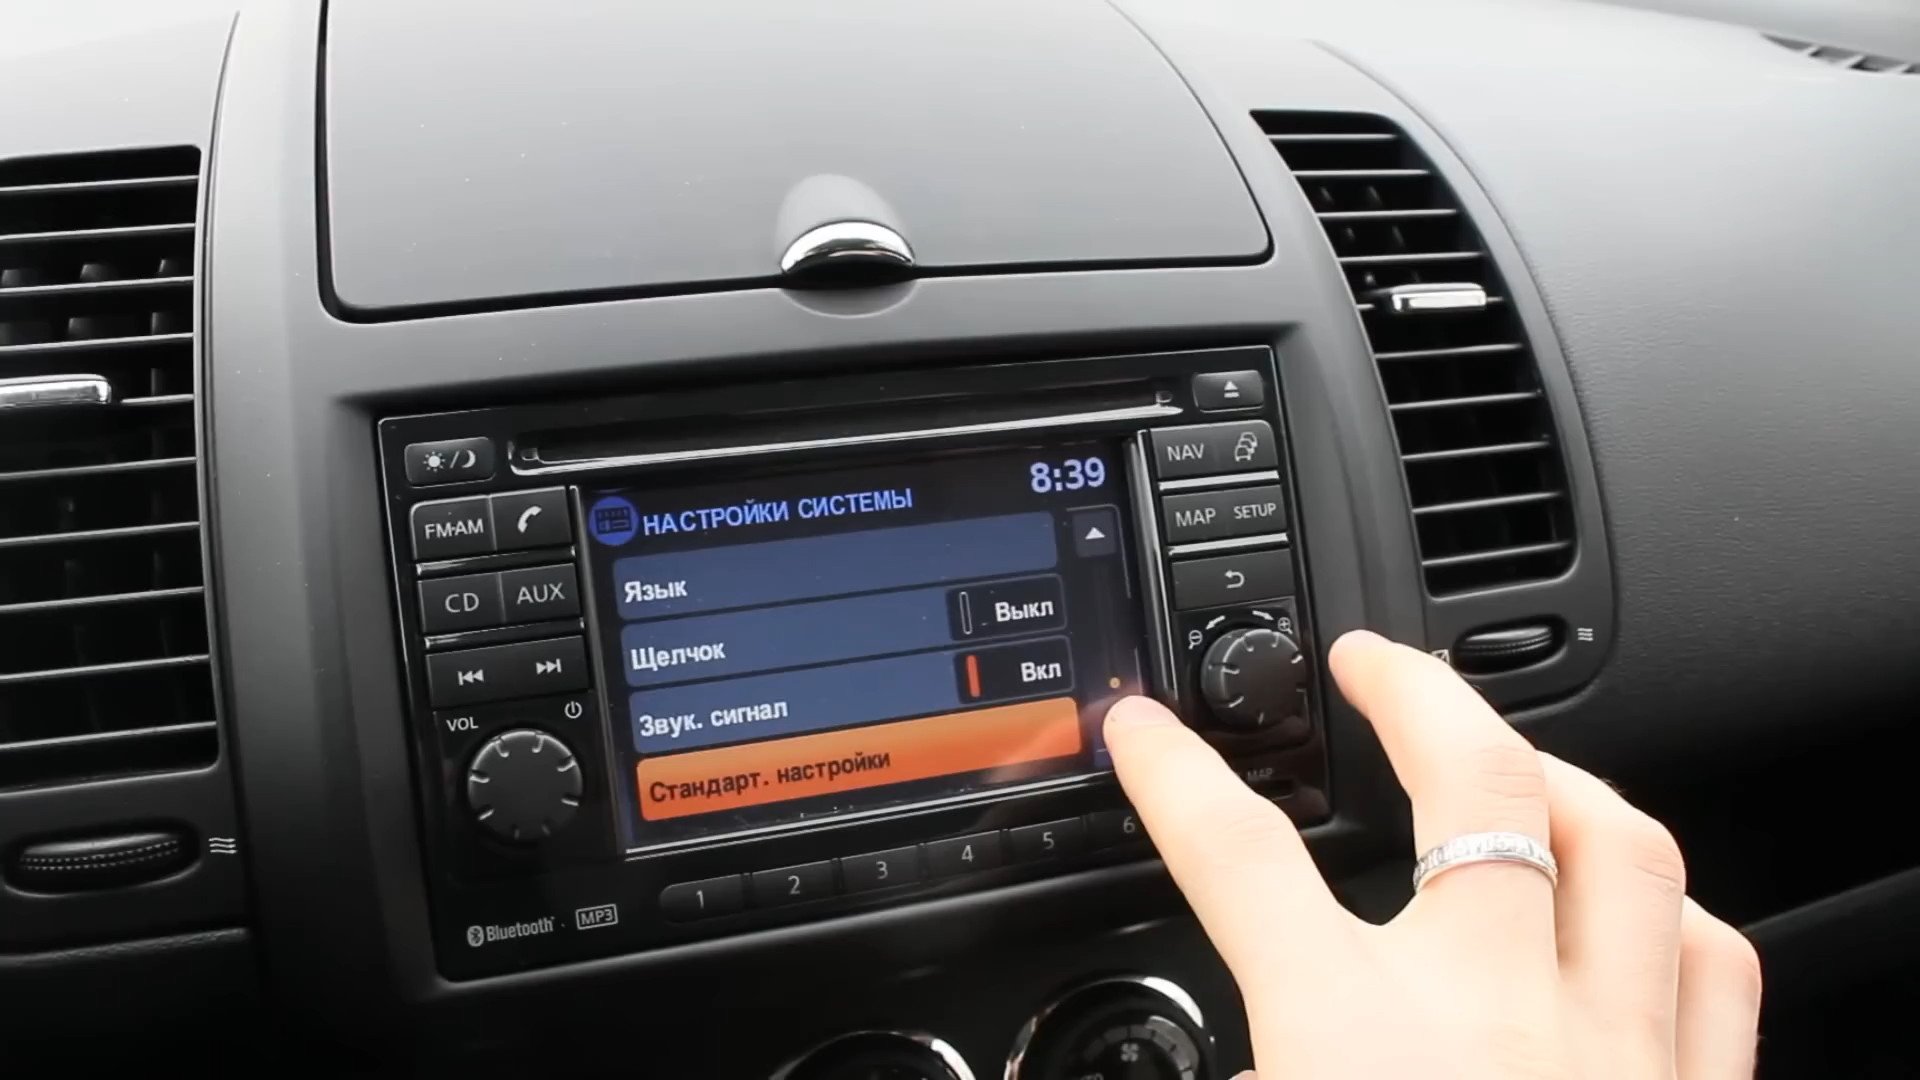 NAV
8:39
НАСТРОЙКИ СИСТЕМЫ
FM·AM
MAP SETUP
Язык
CD AUX
Щелчок Выкл
Звук. сигнал Вкл
VOL
Стандарт. настройки
MAP
1 2 3 4 5 6
Bluetooth MP3